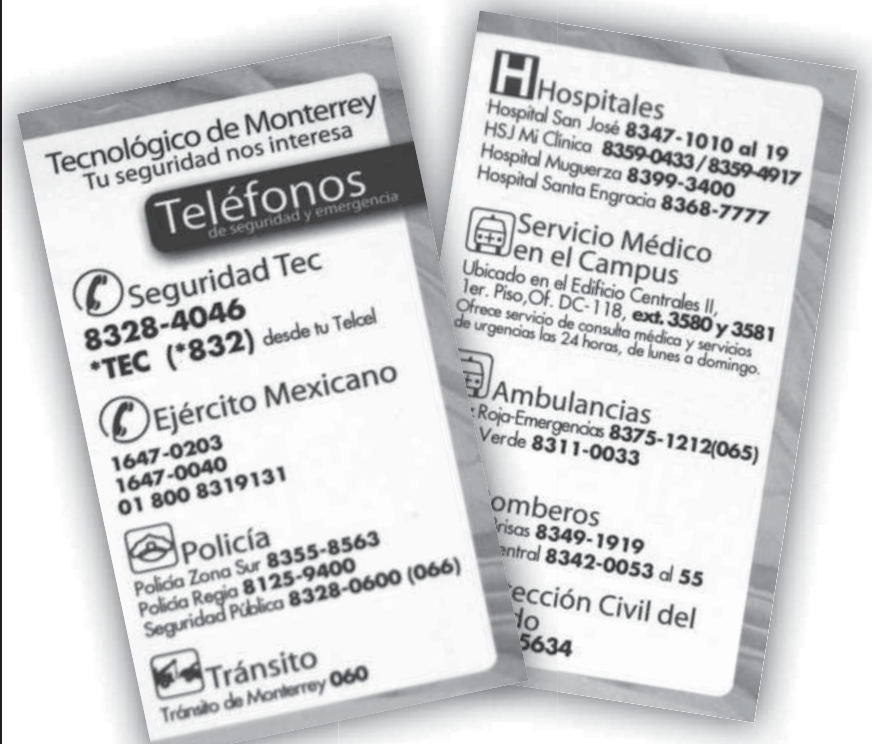 Tecnológico de Monterrey
Tu seguridad nos interesa
Teléfonos
de seguridad y emergencia
Seguridad Tec
8328-4046
*TEC (*832) desde tu Telcel
Ejército Mexicano
1647-0203
1647-0040
01 800 8319131
Policía
Policía Zona Sur 8355-8563
Policía Regia 8125-9400
Seguridad Pública 8328-0600 (066)
Tránsito
Tránsito de Monterrey 060
H Hospitales
Hospital San José 8347-1010 al 19
HSJ Mi Clínica 8359-0433/8359-4917
Hospital Muguerza 8399-3400
Hospital Santa Engracia 8368-7777
Servicio Médico
en el Campus
Ubicado en el Edificio Centrales II,
1er. Piso,Of. DC-118, ext. 3580 y 3581
Ofrece servicio de consulta médica y servicios
de urgencias las 24 horas, de lunes a domingo.
Ambulancias
Roja-Emergencias 8375-1212(065)
Verde 8311-0033
omberos
risas 8349-1919
entral 8342-0053 al 55
ección Civil del
do
5634